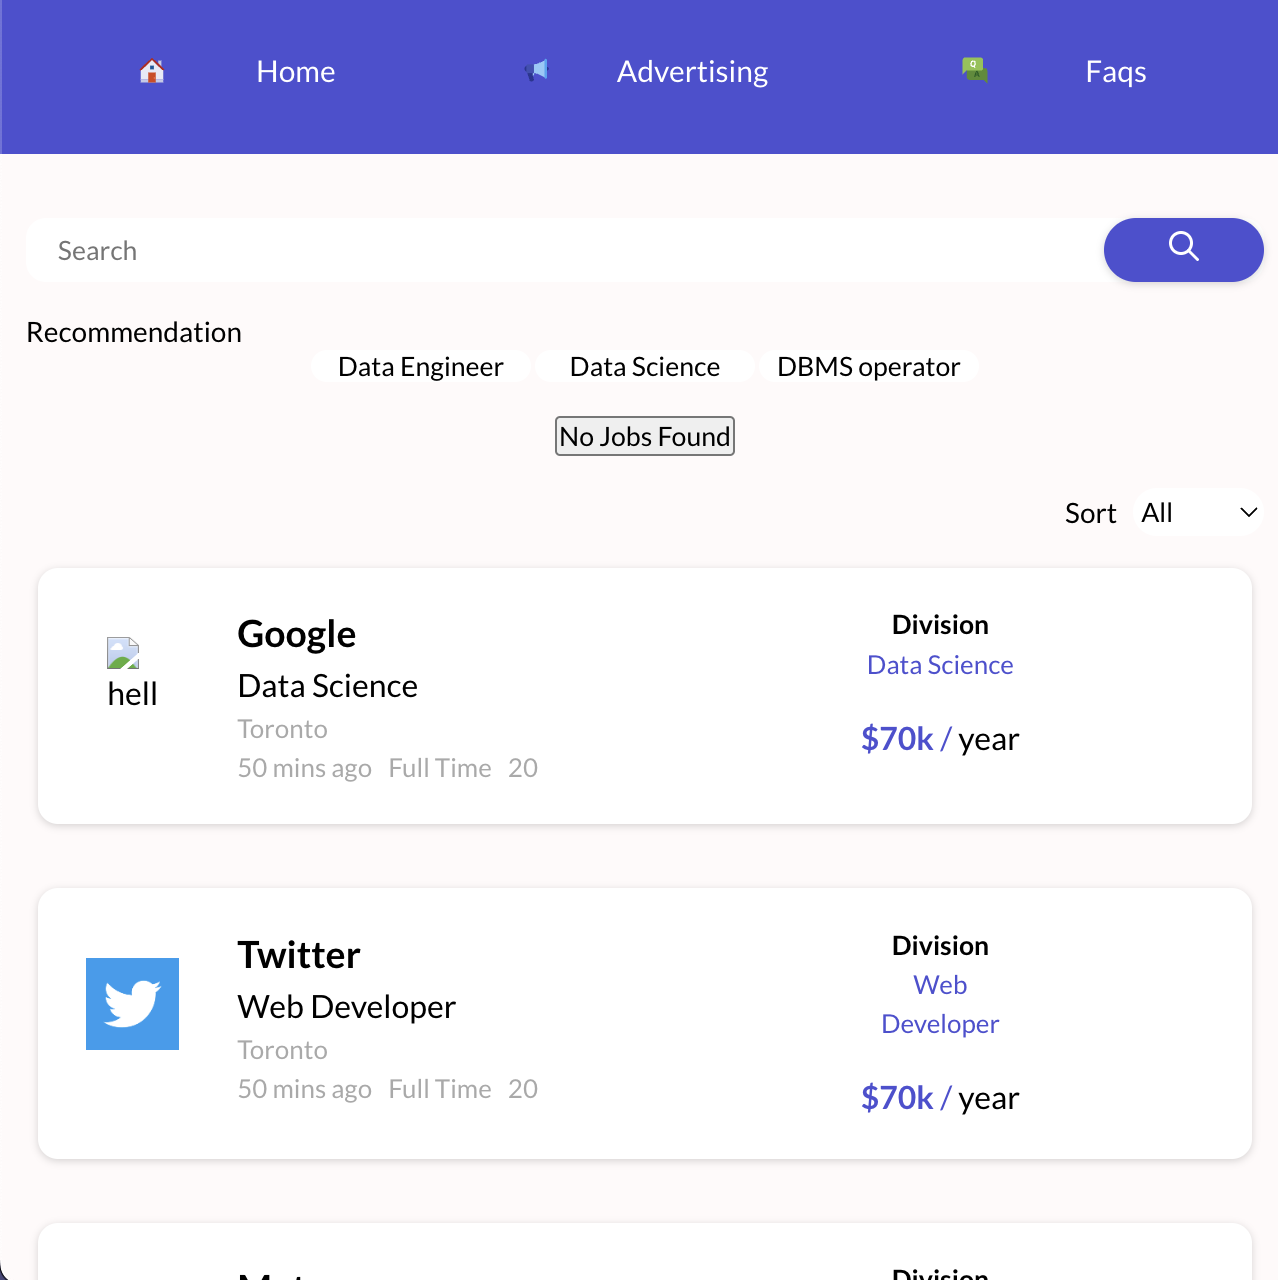 Home Advertising Faqs
Search
Recommendation
Data Engineer Data Science DBMS operator
No Jobs Found
Sort All
Google
Data Science
Toronto
50 mins ago Full Time 20
hell
Division
Data Science
$70k / year
Twitter
Web Developer
Toronto
50 mins ago Full Time 20
Division
Web
Developer
$70k / year
Division